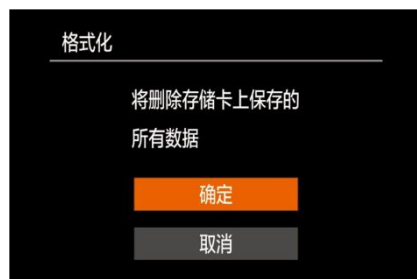 格式化
将删除存储卡上保存的
所有数据
确定
取消